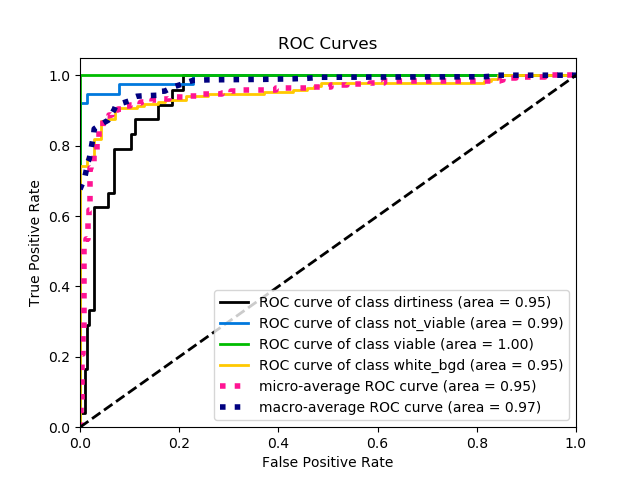 ROC Curves
True Positive Rate
1.0
0.8
0.6
0.4
0.2
0.0
ROC curve of class dirtiness (area = 0.95)
ROC curve of class not_viable (area = 0.99)
ROC curve of class viable (area = 1.00)
ROC curve of class white_bgd (area = 0.95)
micro-average ROC curve (area = 0.95)
macro-average ROC curve (area = 0.97)
0.0 0.2 0.4 0.6 0.8 1.0
False Positive Rate